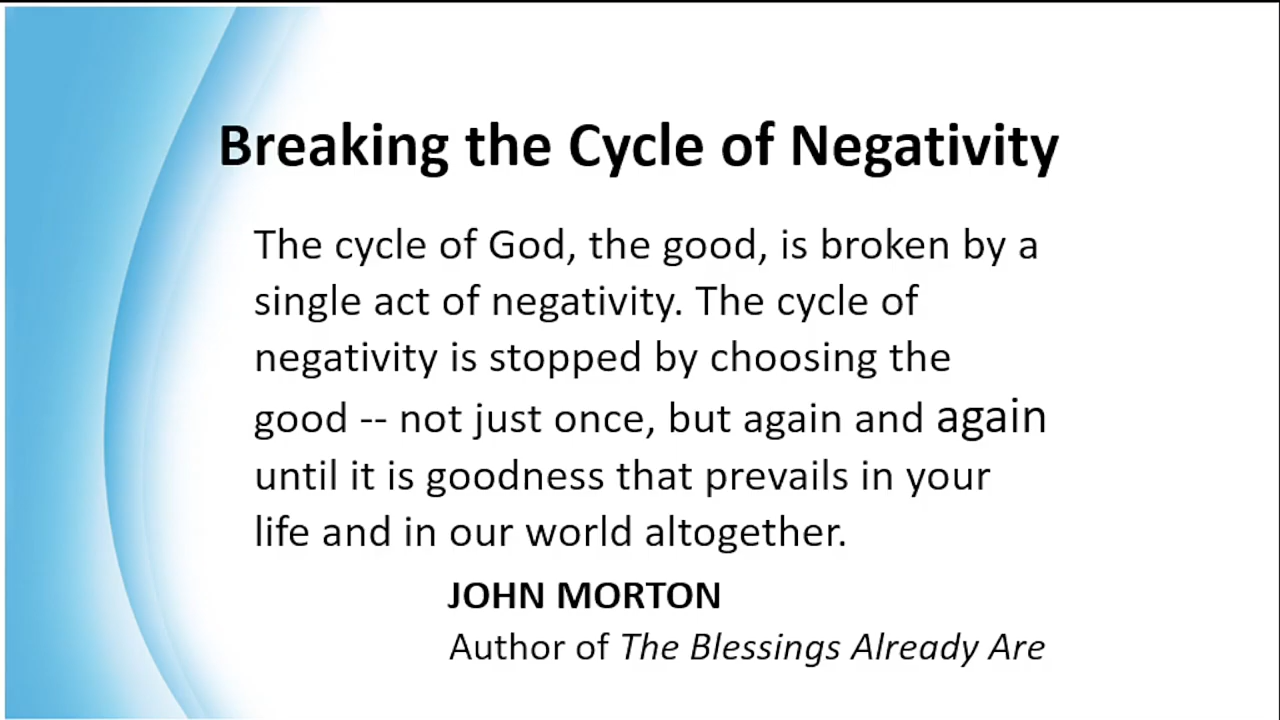 Breaking the Cycle of Negativity
The cycle of God, the good, is broken by a
single act of negativity. The cycle of
negativity is stopped by choosing the
good -- not just once, but again and again
until it is goodness that prevails in your
life and in our world altogether.
JOHN MORTON
Author of The Blessings Already Are